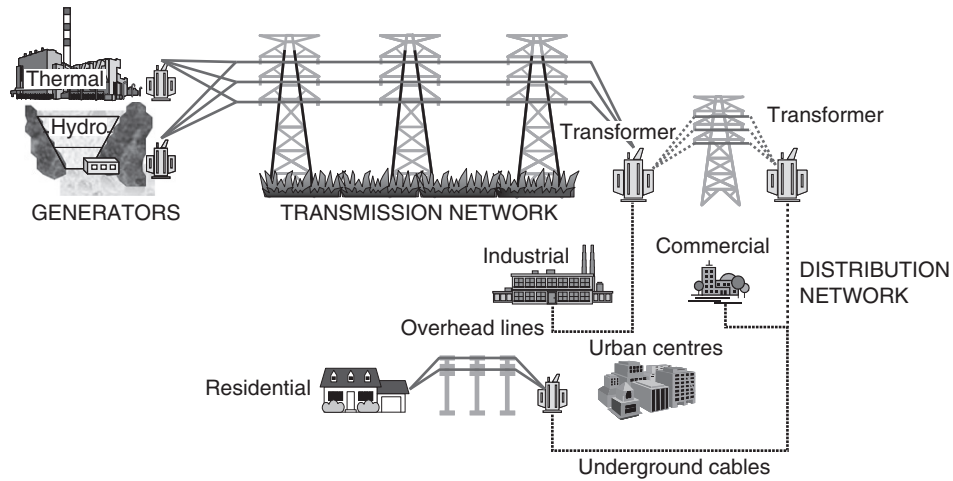 Thermal
Hydro
GENERATORS
TRANSMISSION NETWORK
Transformer
Transformer
Industrial
Commercial
DISTRIBUTION
NETWORK
Overhead lines
Urban centres
Residential
Underground cables